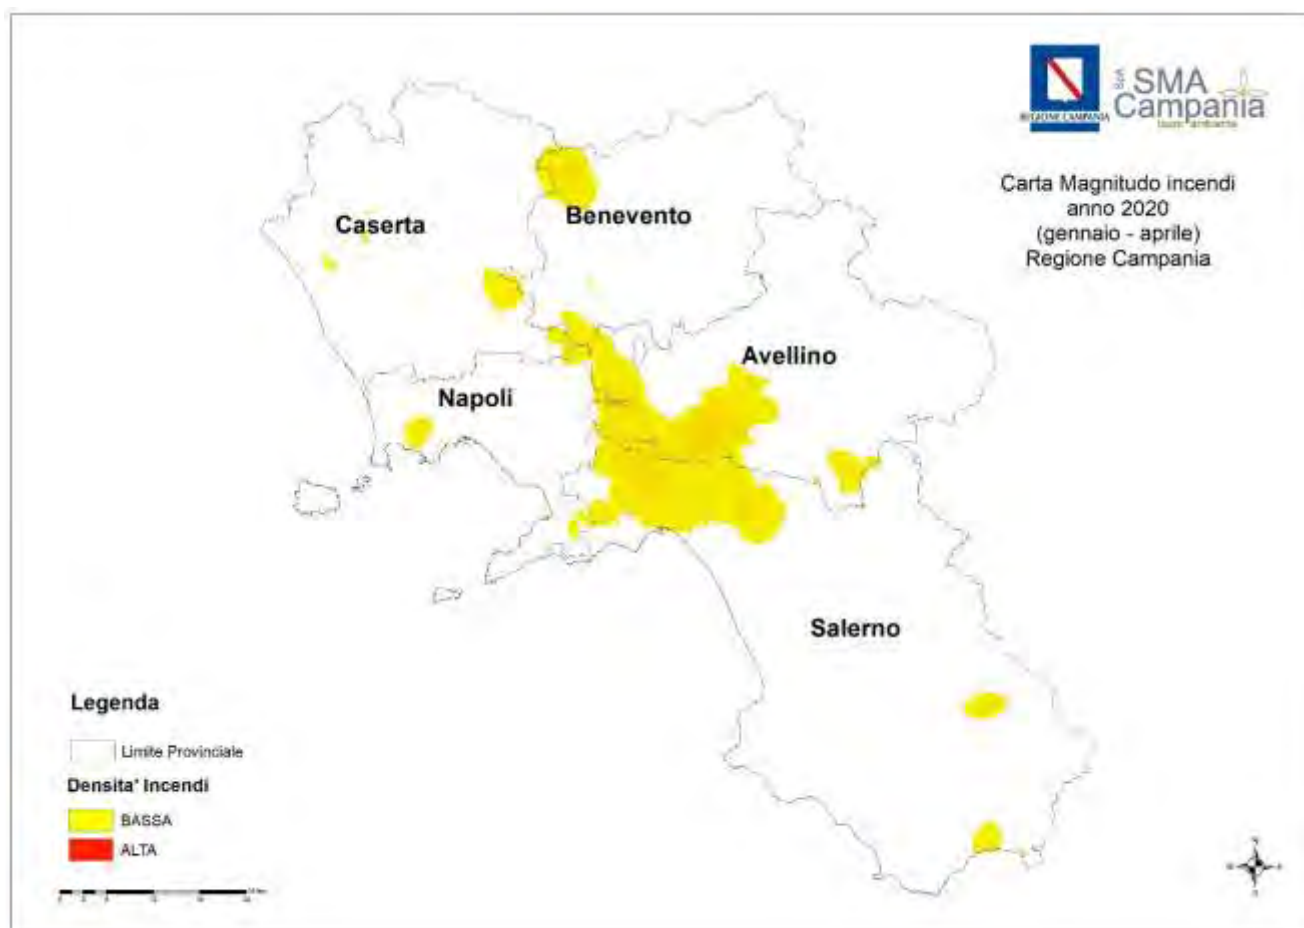 SMA
SpA
Campania
REGIONE CAMPANIA
Carta Magnitudo incendi
anno 2020
(gennaio - aprile)
Regione Campania
Caserta
Benevento
Avellino
Napoli
Salerno
Legenda
Limite Provinciale
Densita' Incendi
BASSA
ALTA